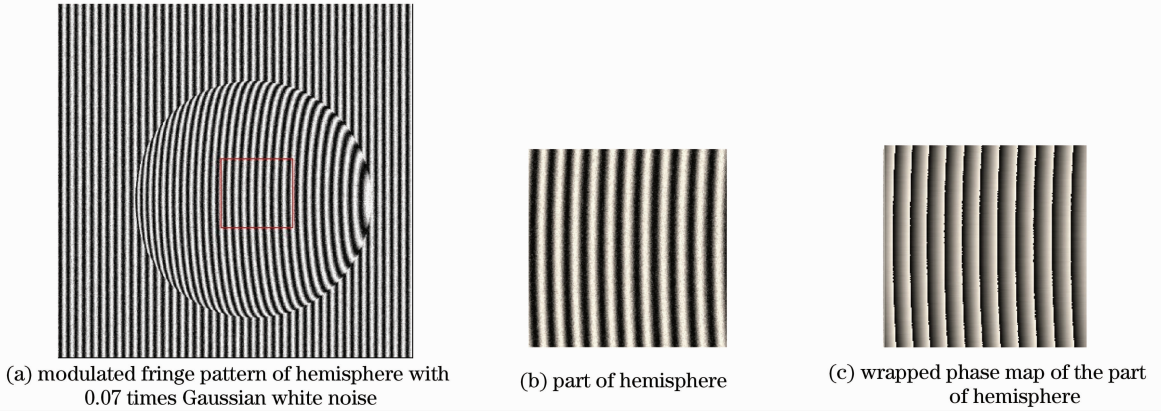 (a) modulated fringe pattern of hemisphere with
0.07 times Gaussian white noise
(b) part of hemisphere
(c) wrapped phase map of the part
of hemisphere